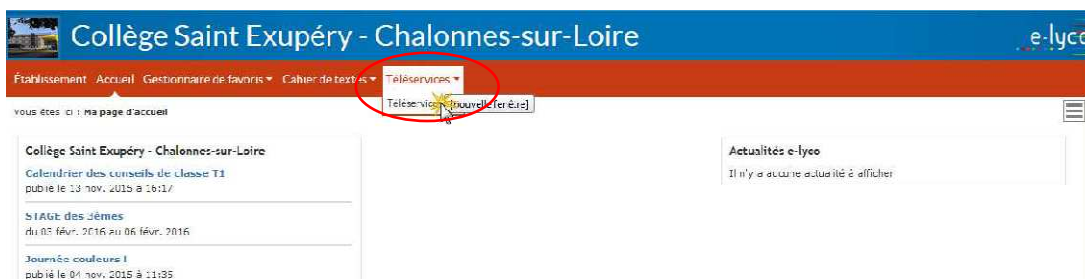 Collège Saint Exupéry - Chalonnes-sur-Loire
e-lyco
Établissement Accueil Gestionnaire de favoris Cahier de textes Téléservices
Téléservices [nouvelle fenêtre]
Vous êtes ici : Ma page d'accueil
Collège Saint Exupéry - Chalonnes-sur-Loire
Calendrier des conseils de classe T1
publié le 13 nov. 2015 à 16:17
STAGE des 3èmes
du 03 févr. 2016 au 06 févr. 2016
Journée couleurs !
publié le 04 nov. 2015 à 11:35
Actualités e-lyco
Il n'y a aucune actualité à afficher